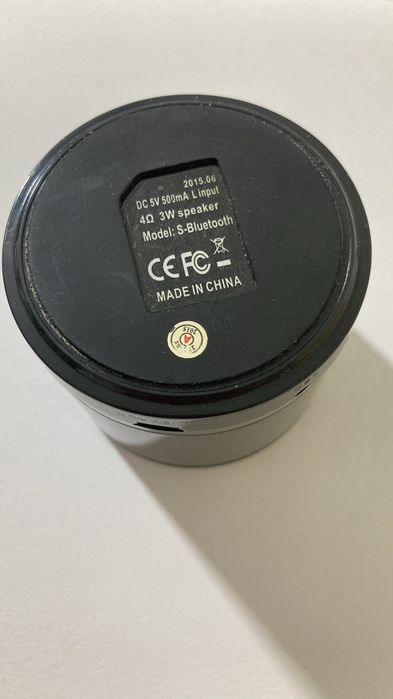 2015.06
DC 5V 500mA L input
4Ω 3W speaker
Model: S-Bluetooth
CE FC
MADE IN CHINA